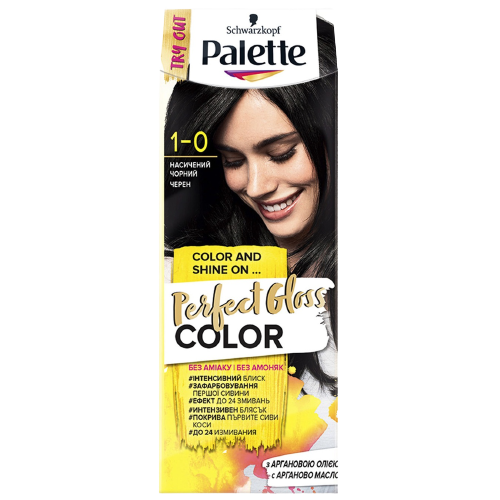 TRY OUT
Schwarzkopf
Palette
1-0
НАСИЧЕНИЙ
ЧОРНИЙ
ЧЕРЕН
COLOR AND
SHINE ON ...
Perfect Gloss
COLOR
БЕЗ АМІАКУ | БЕЗ АМОНЯК
#ІНТЕНСИВНИЙ БЛИСК
#ЗАФАРБОВУВАННЯ
ПЕРШОЇ СИВИНИ
#ЕФЕКТ ДО 24 ЗМИВАНЬ
#ИНТЕНЗИВЕН БЛЯСЪК
#ПОКРИВА ПЪРВИТЕ СИВИ
КОСИ
#ДО 24 ИЗМИВАНИЯ
з АРГАНОВОЮ ОЛІЄЮ
с АРГАНОВО МАСЛО